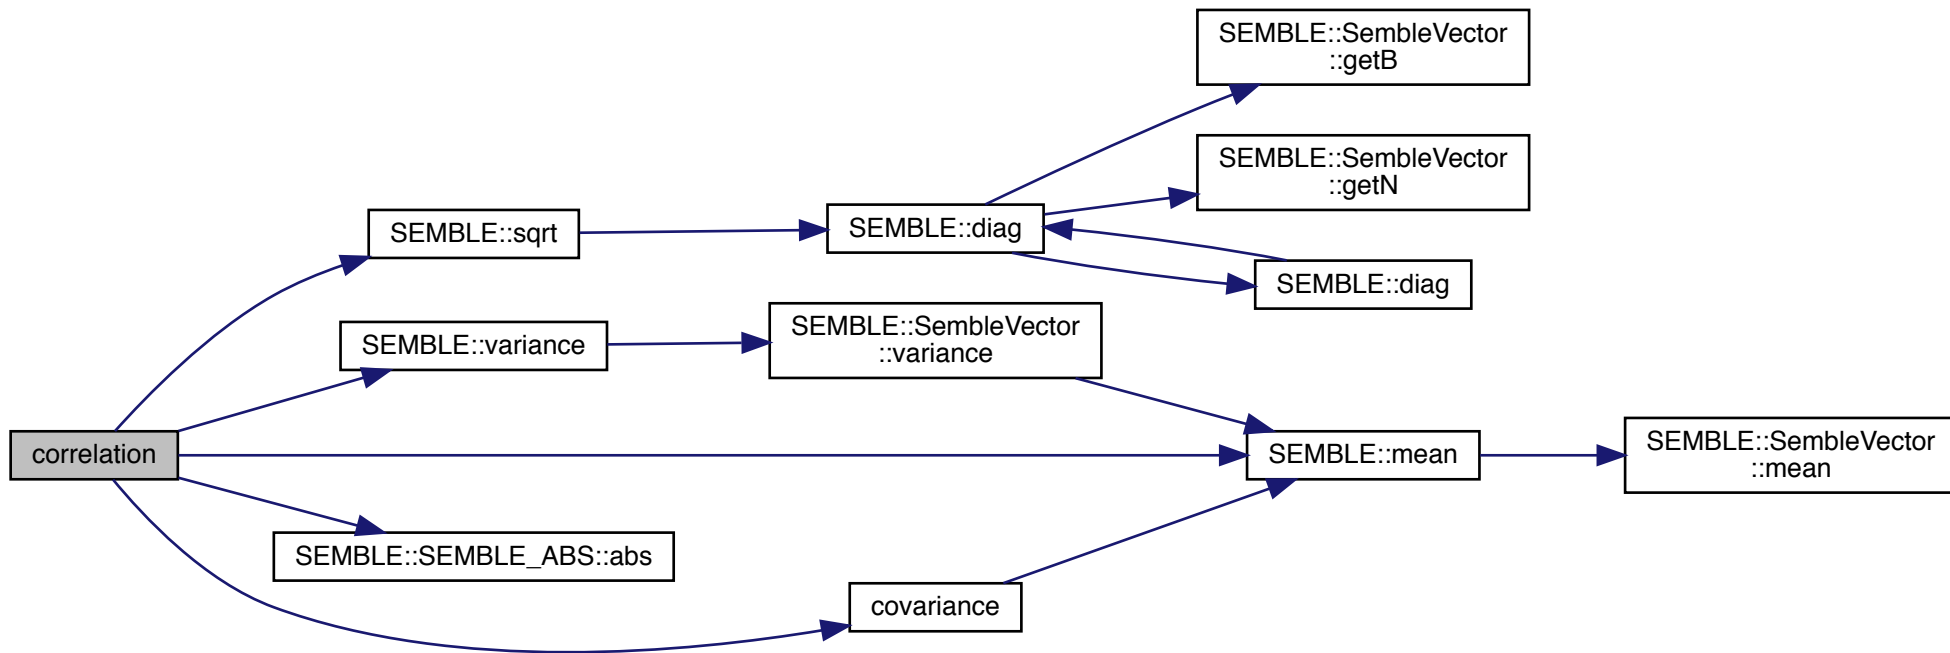 SEMBLE::SembleVector
::getB
SEMBLE::SembleVector
::getN
SEMBLE::sqrt
SEMBLE::diag
SEMBLE::diag
SEMBLE::variance
SEMBLE::SembleVector
::variance
correlation
SEMBLE::mean
SEMBLE::SembleVector
::mean
SEMBLE::SEMBLE_ABS::abs
covariance